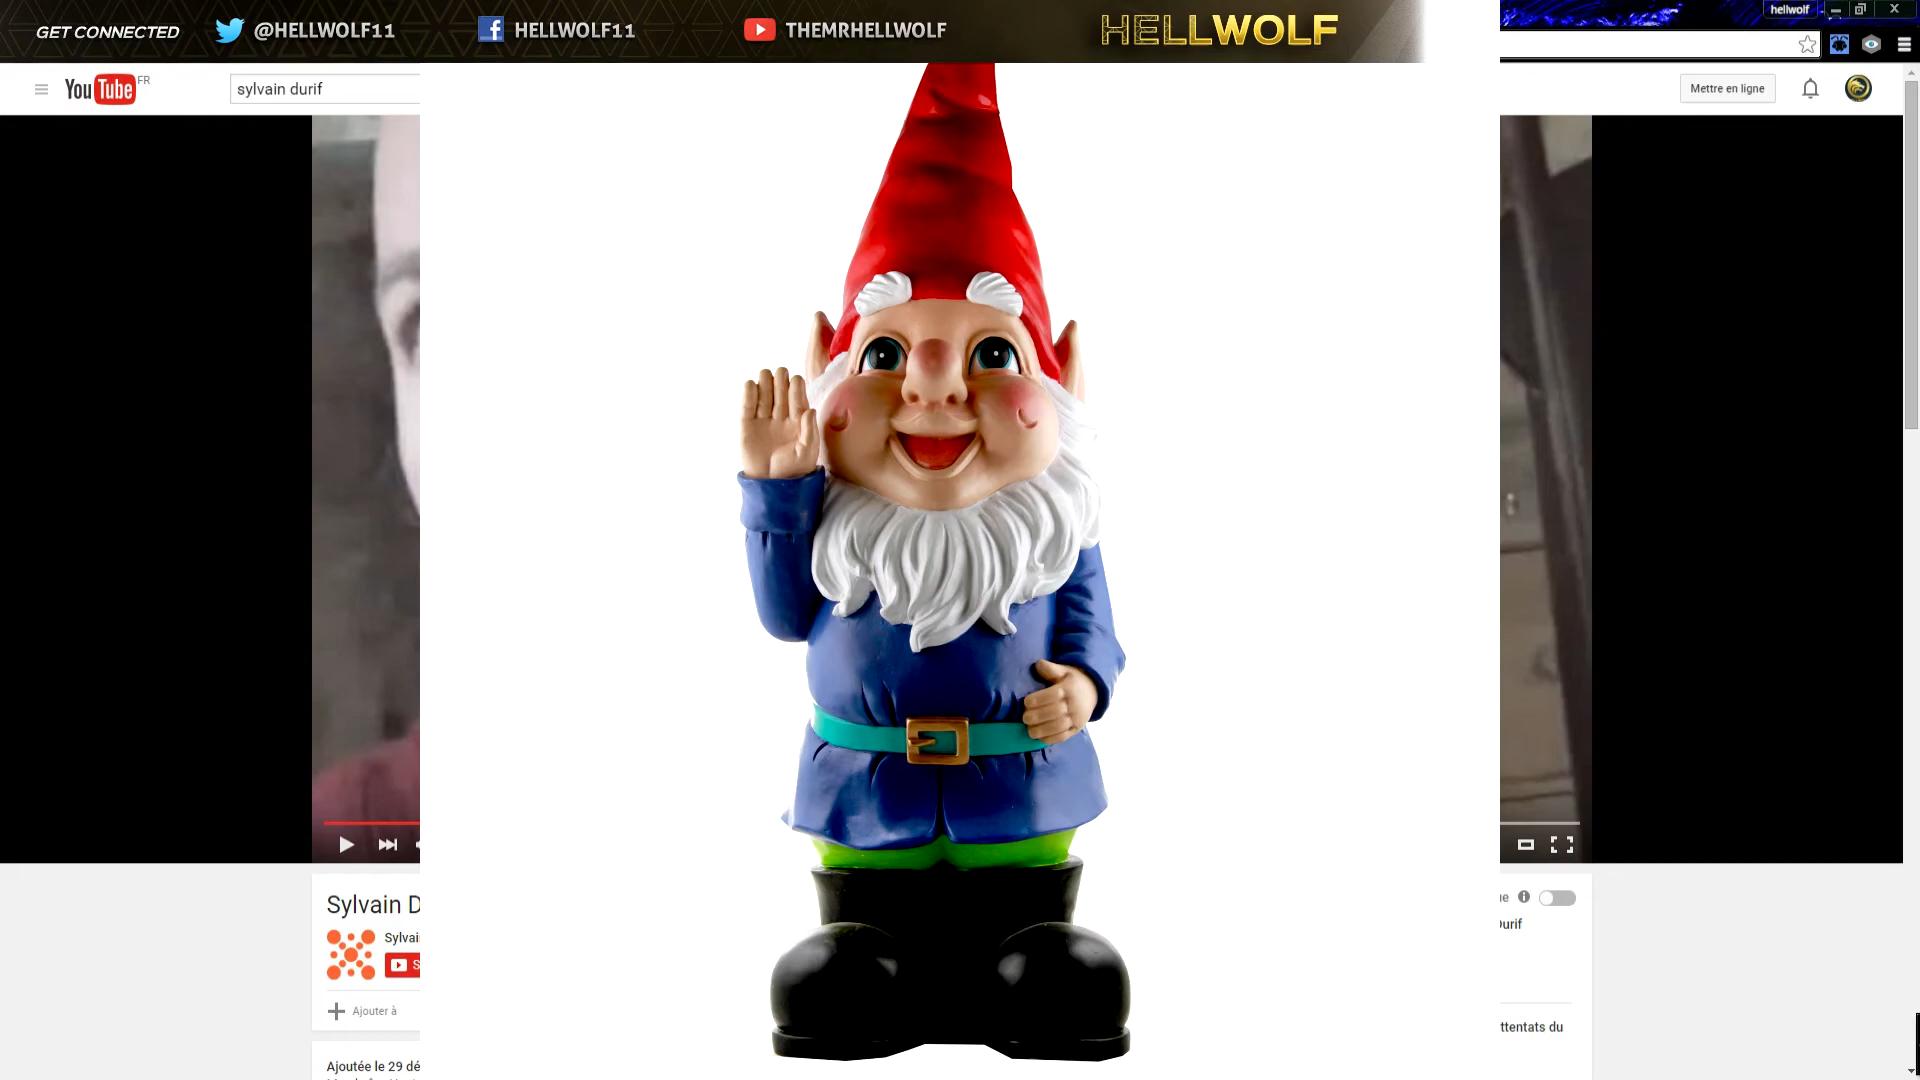 GET CONNECTED @HELLWOLF11 HELLWOLF11 THEMRHELLWOLF HELLWOLF hellwolf
YouTube FR sylvain durif Mettre en ligne
Sylvain D
Sylvai
S
Durif
Ajouter à
ttentats du
Ajoutée le 29 dé